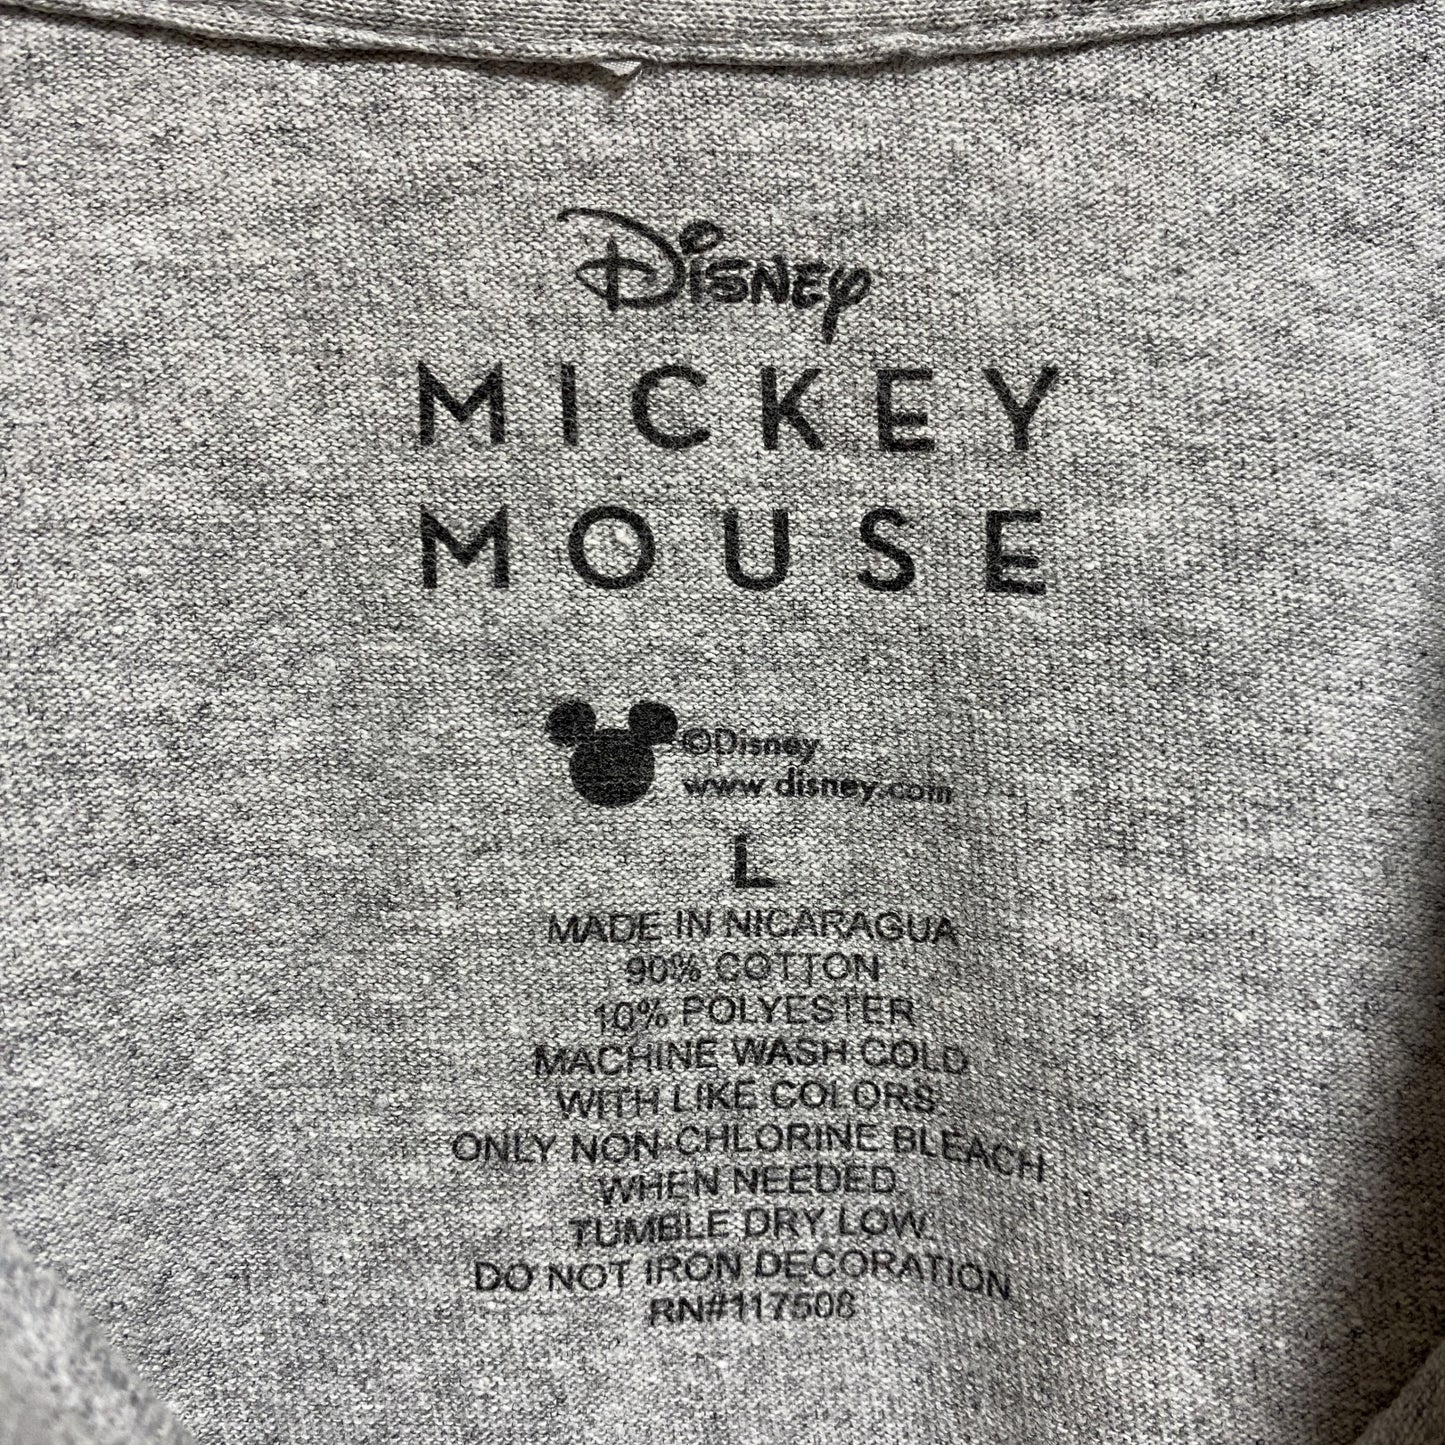 Disney
MICKEY
MOUSE
©Disney
www.disney.com
L
MADE IN NICARAGUA
90% COTTON
10% POLYESTER
MACHINE WASH COLD
WITH LIKE COLORS.
ONLY NON-CHLORINE BLEACH
WHEN NEEDED.
TUMBLE DRY LOW.
DO NOT IRON DECORATION
RN#117508